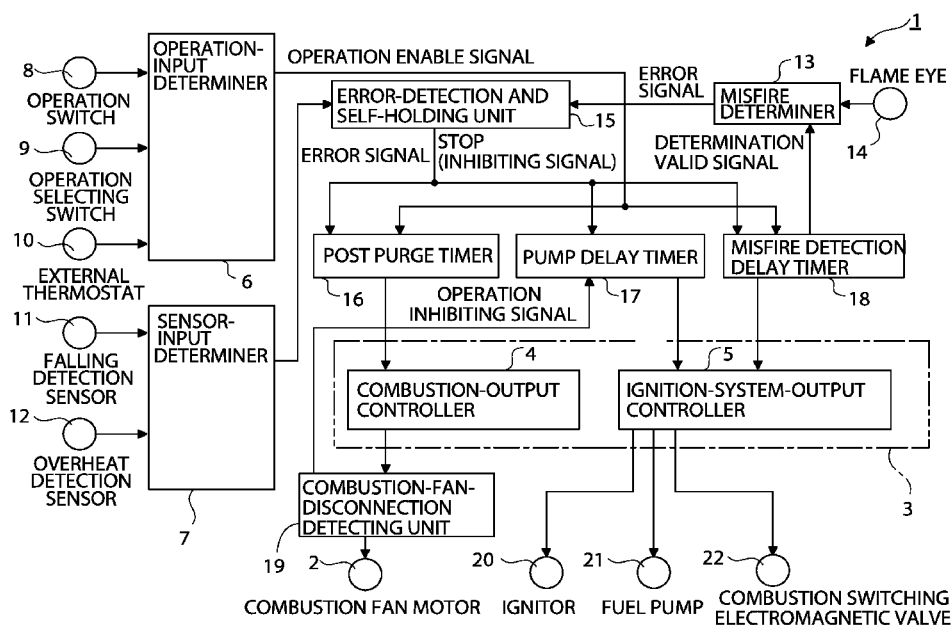 1
8
OPERATION
SWITCH
9
OPERATION
SELECTING
SWITCH
10
EXTERNAL
THERMOSTAT
11
FALLING
DETECTION
SENSOR
12
OVERHEAT
DETECTION
SENSOR
OPERATION-
INPUT
DETERMINER
6
SENSOR-
INPUT
DETERMINER
7
OPERATION ENABLE SIGNAL
ERROR-DETECTION AND
SELF-HOLDING UNIT
15
ERROR
SIGNAL
13
MISFIRE
DETERMINER
FLAME EYE
14
ERROR SIGNAL
STOP
(INHIBITING SIGNAL)
DETERMINATION
VALID SIGNAL
POST PURGE TIMER
16
PUMP DELAY TIMER
17
MISFIRE DETECTION
DELAY TIMER
18
OPERATION
INHIBITING SIGNAL
4
COMBUSTION-OUTPUT
CONTROLLER
5
IGNITION-SYSTEM-OUTPUT
CONTROLLER
3
COMBUSTION-FAN-
DISCONNECTION
DETECTING UNIT
19
2
COMBUSTION FAN MOTOR
20
IGNITOR
21
FUEL PUMP
22
COMBUSTION SWITCHING
ELECTROMAGNETIC VALVE